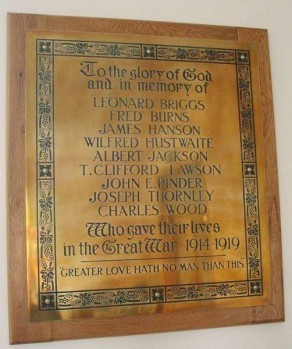 To the glory of God
and in memory of
LEONARD BRIGGS
FRED BURNS
JAMES HANSON
WILFRED HUSTWAITE
ALBERT JACKSON
T. CLIFFORD LAWSON
JOHN E. PINDER
JOSEPH THORNLEY
CHARLES WOOD
Who gave their lives
in the Great War 1914-1919
"GREATER LOVE HATH NO MAN THAN THIS"